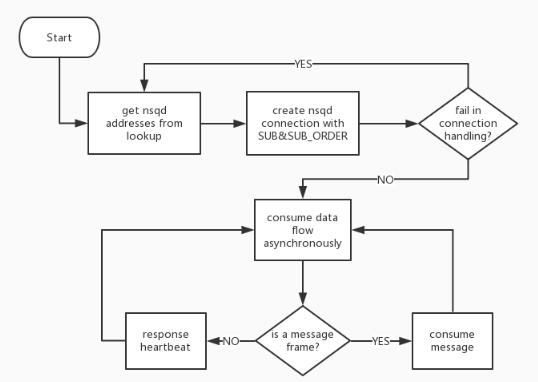 Start
YES
get nsqd
addresses from
lookup
create nsqd
connection with
SUB&SUB_ORDER
fail in
connection
handling?
NO
consume data
flow
asynchronously
response
heartbeat
NO
is a message
frame?
YES
consume
message